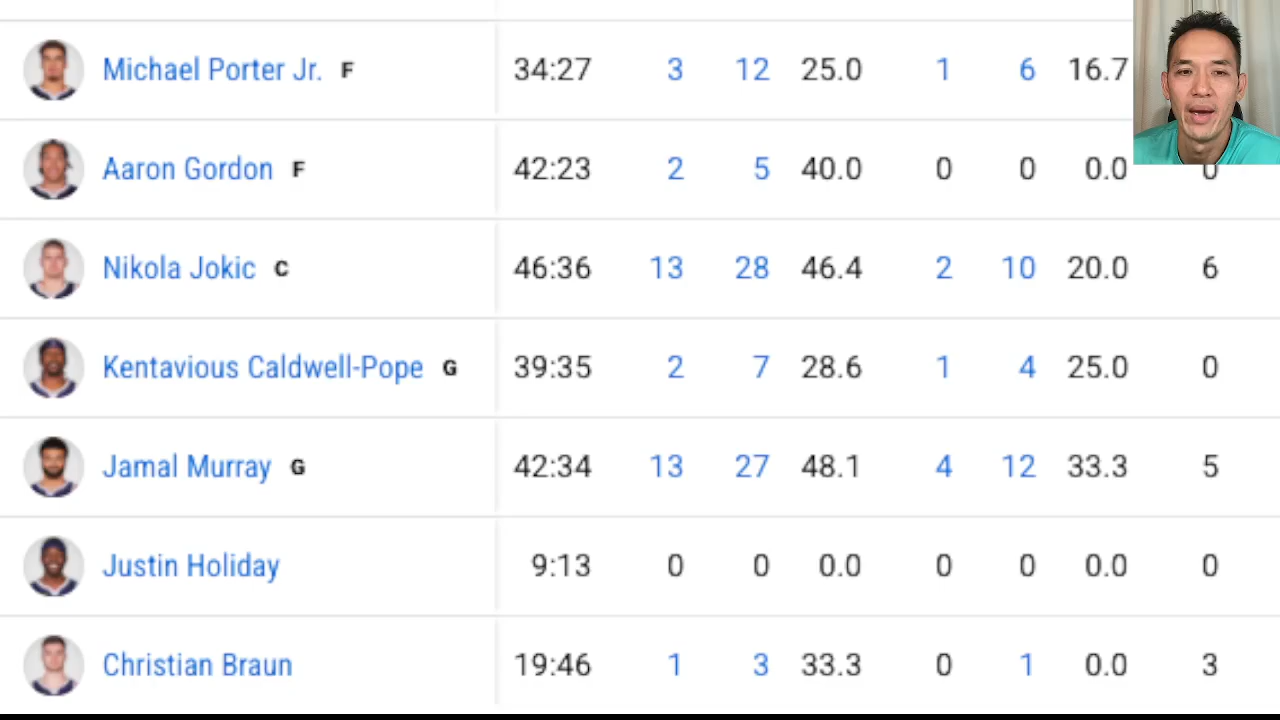 Michael Porter Jr. F 34:27 3 12 25.0 1 6 16.7
Aaron Gordon F 42:23 2 5 40.0 0 0 0.0 0
Nikola Jokic C 46:36 13 28 46.4 2 10 20.0 6
Kentavious Caldwell-Pope G 39:35 2 7 28.6 1 4 25.0 0
Jamal Murray G 42:34 13 27 48.1 4 12 33.3 5
Justin Holiday 9:13 0 0 0.0 0 0 0.0 0
Christian Braun 19:46 1 3 33.3 0 1 0.0 3